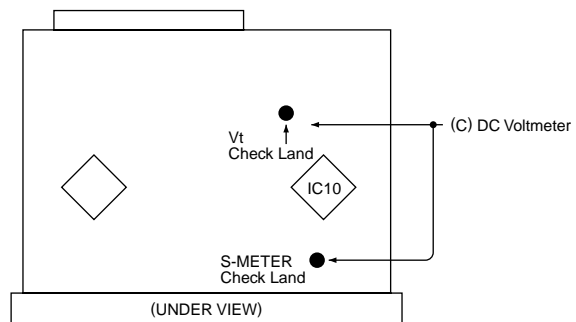 Vt
Check Land
(C) DC Voltmeter
IC10
S-METER
Check Land
(UNDER VIEW)